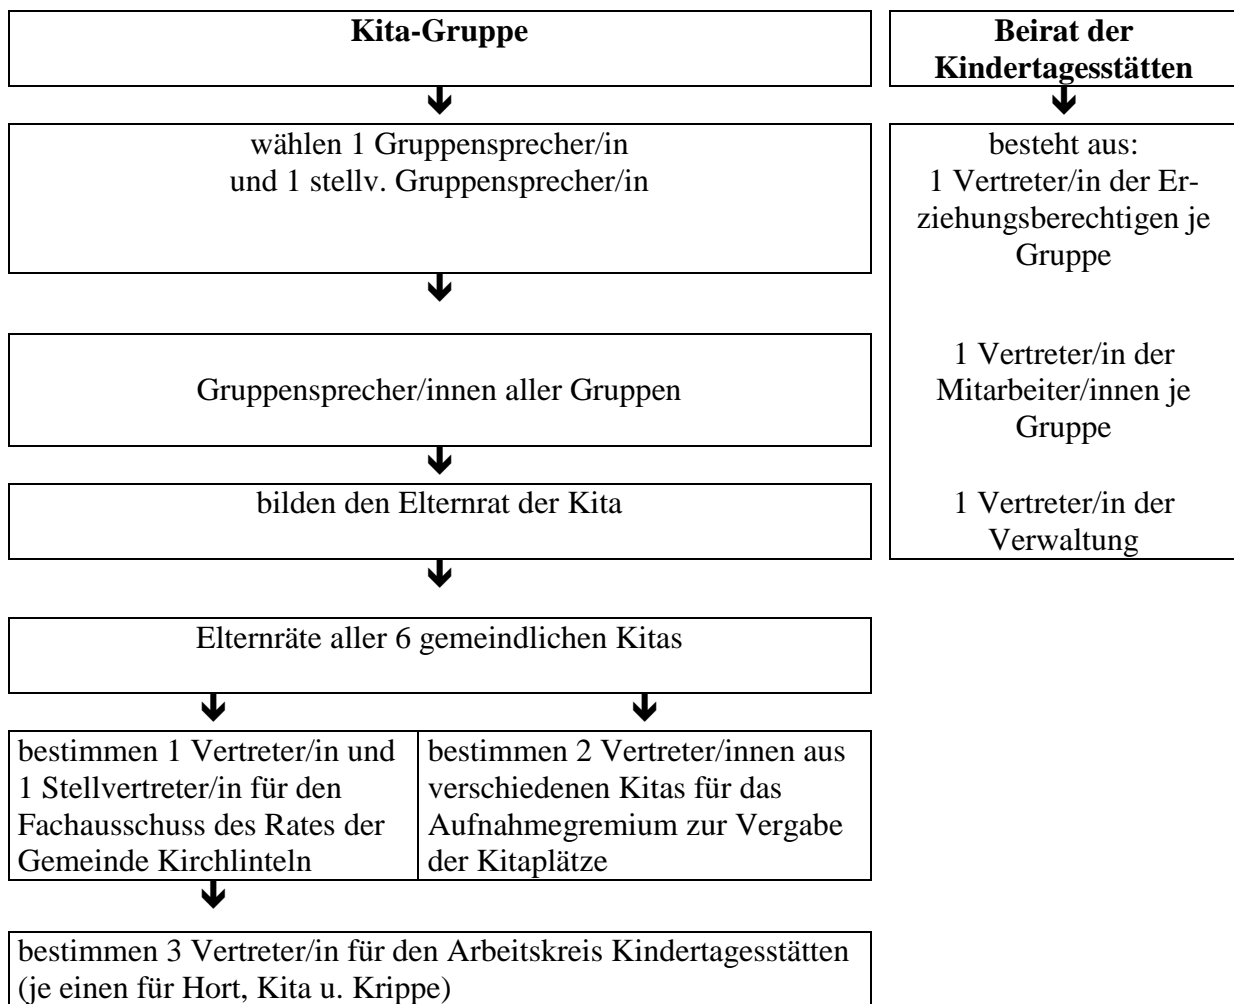 Kita-Gruppe
wählen 1 Gruppensprecher/in
und 1 stellv. Gruppensprecher/in
Gruppensprecher/innen aller Gruppen
bilden den Elternrat der Kita
Elternräte aller 6 gemeindlichen Kitas
bestimmen 1 Vertreter/in und
1 Stellvertreter/in für den
Fachausschuss des Rates der
Gemeinde Kirchlinteln
bestimmen 2 Vertreter/innen aus
verschiedenen Kitas für das
Aufnahmegremium zur Vergabe
der Kitaplätze
bestimmen 3 Vertreter/in für den Arbeitskreis Kindertagesstätten
(je einen für Hort, Kita u. Krippe)
Beirat der
Kindertagesstätten
besteht aus:
1 Vertreter/in der Er-
ziehungsberechtigen je
Gruppe
1 Vertreter/in der
Mitarbeiter/innen je
Gruppe
1 Vertreter/in der
Verwaltung